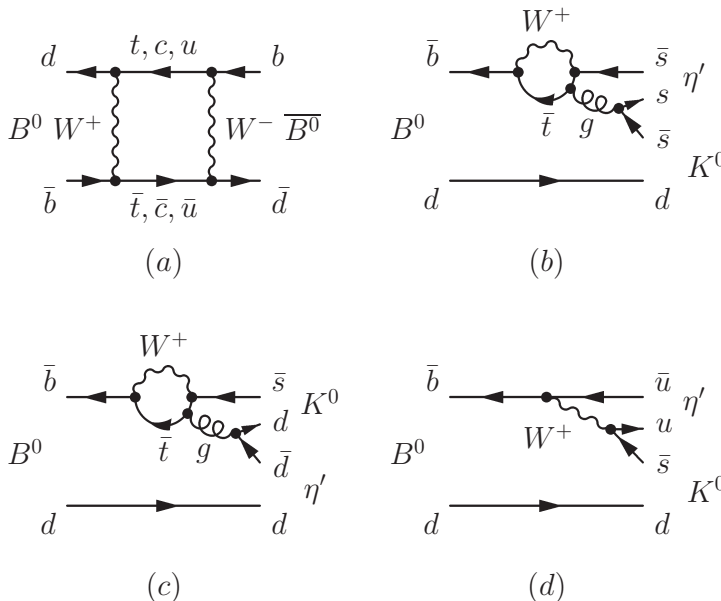 t, c, u
d b
B⁰ W⁺ W⁻ B̅⁰
b̄ t̄, c̄, ū d̄
(a)
W⁺
b̄ s̄
η′
s
B⁰ t̄ g s̄
K⁰
d d
(b)
W⁺
b̄ s̄
K⁰
d
B⁰ t̄ g d̄
η′
d d
(c)
b̄ ū
η′
u
W⁺
B⁰ s̄
K⁰
d d
(d)